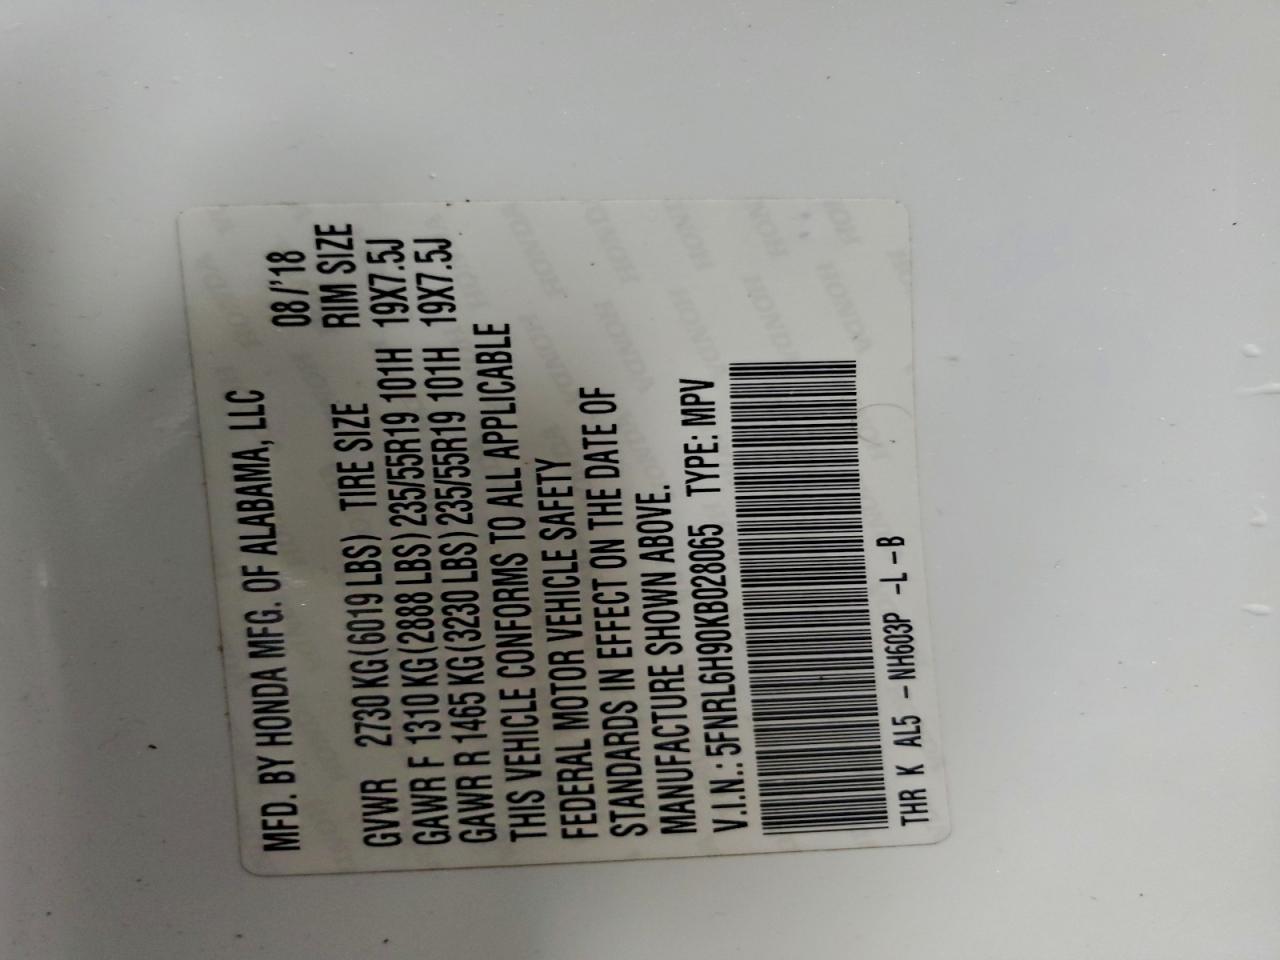 MFD. BY HONDA MFG. OF ALABAMA, LLC
08/'18
GVWR 2730 KG(6019 LBS) TIRE SIZE RIM SIZE
GAWR F 1310 KG(2888 LBS)235/55R19 101H 19X7.5J
GAWR R 1465 KG(3230 LBS)235/55R19 101H 19X7.5J
THIS VEHICLE CONFORMS TO ALL APPLICABLE
FEDERAL MOTOR VEHICLE SAFETY
STANDARDS IN EFFECT ON THE DATE OF
MANUFACTURE SHOWN ABOVE.
V.I.N.: 5FNRL6H90KB028065 TYPE: MPV
THR K AL5 -NH603P -L-B